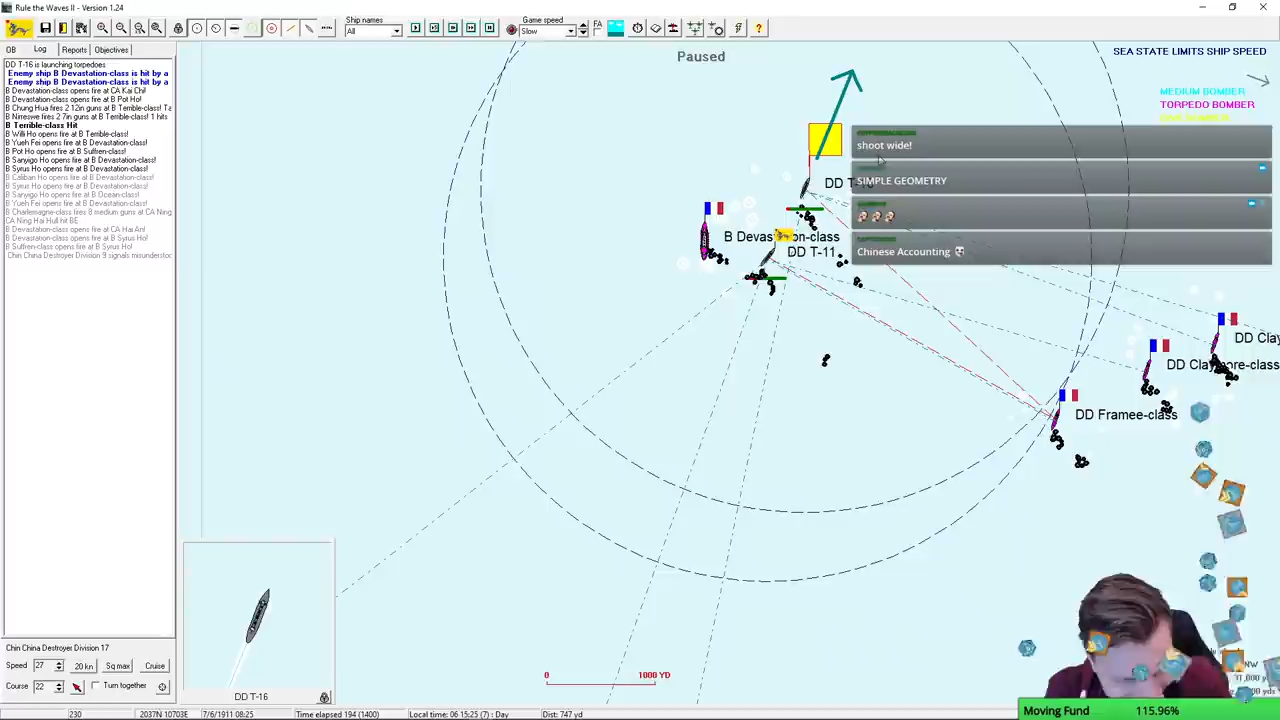 Rule the Waves II - Version 1.24
Ship names
All
Game speed
Slow
FA
OB
Log
Reports
Objectives
DD T-16 is launching torpedoes
Enemy ship B Devastation-class is hit by a
Enemy ship B Devastation-class is hit by a
B Devastation-class opens fire at CA Kai Chi!
B Devastation-class opens fire at B Pot Ho!
B Chung Hua fires 2 12in guns at B Terrible-class! Ta
B Nirreswe fires 2 7in guns at B Terrible-class! 1 hits
B Terrible-class Hit
B Willi Ho opens fire at B Terrible-class!
B Yueh Fei opens fire at B Devastation-class!
B Pot Ho opens fire at B Suffren-class!
B Sanyigo Ho opens fire at B Devastation-class!
B Syrus Ho opens fire at B Devastation-class!
B Caliban Ho opens fire at B Devastation-class!
B Syrus Ho opens fire at B Devastation-class!
B Sanyigo Ho opens fire at B Ocean-class!
B Yueh Fei opens fire at B Devastation-class!
B Charlemagne-class fires 8 medium guns at CA Ning
CA Ning Hai Hull hit BE
B Devastation-class opens fire at CA Hai An!
B Devastation-class opens fire at B Syrus Ho!
B Suffren-class opens fire at B Syrus Ho!
Chin China Destroyer Division 9 signals misunderstoo
Paused
SEA STATE LIMITS SHIP SPEED
MEDIUM BOMBER
TORPEDO BOMBER
shoot wide!
SIMPLE GEOMETRY
Chinese Accounting
B Devastation-class
DD T-11
DD Clay
DD Claymore-class
DD Framee-class
0
1000 YD
DD T-16
Chin China Destroyer Division 17
Speed
27
20 kn
Sq max
Cruise
Course
22
Turn together
230
2037N 10703E
7/6/1911 08:25
Time elapsed 194 (1400)
Local time: 06 15:25 (7) : Day
Dist: 747 yd
Moving Fund
115.96%